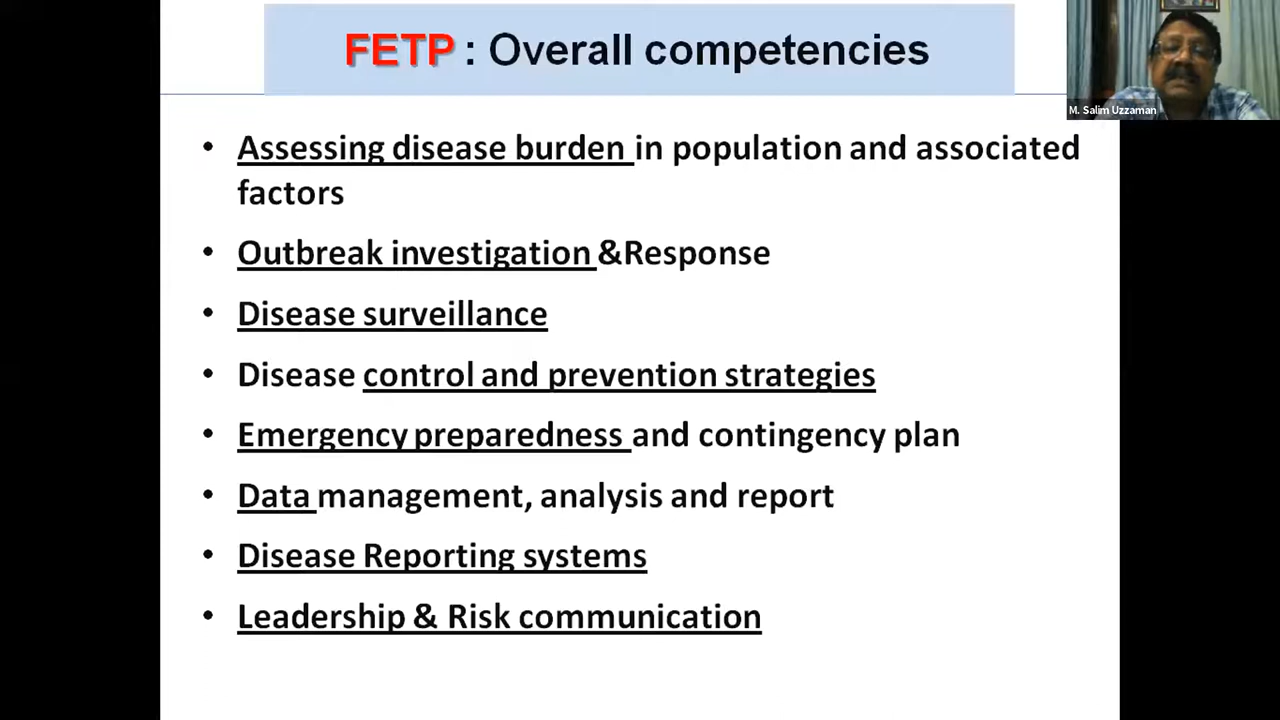 FETP : Overall competencies
M. Salim Uzzaman
• Assessing disease burden in population and associated
factors
• Outbreak investigation &Response
• Disease surveillance
• Disease control and prevention strategies
• Emergency preparedness and contingency plan
• Data management, analysis and report
• Disease Reporting systems
• Leadership & Risk communication